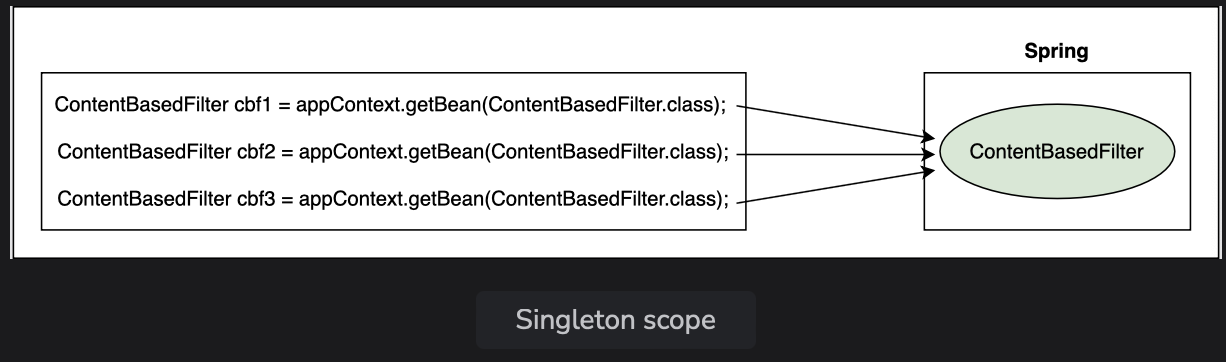 Spring
ContentBasedFilter cbf1 = appContext.getBean(ContentBasedFilter.class);
ContentBasedFilter cbf2 = appContext.getBean(ContentBasedFilter.class);
ContentBasedFilter cbf3 = appContext.getBean(ContentBasedFilter.class);
ContentBasedFilter
Singleton scope